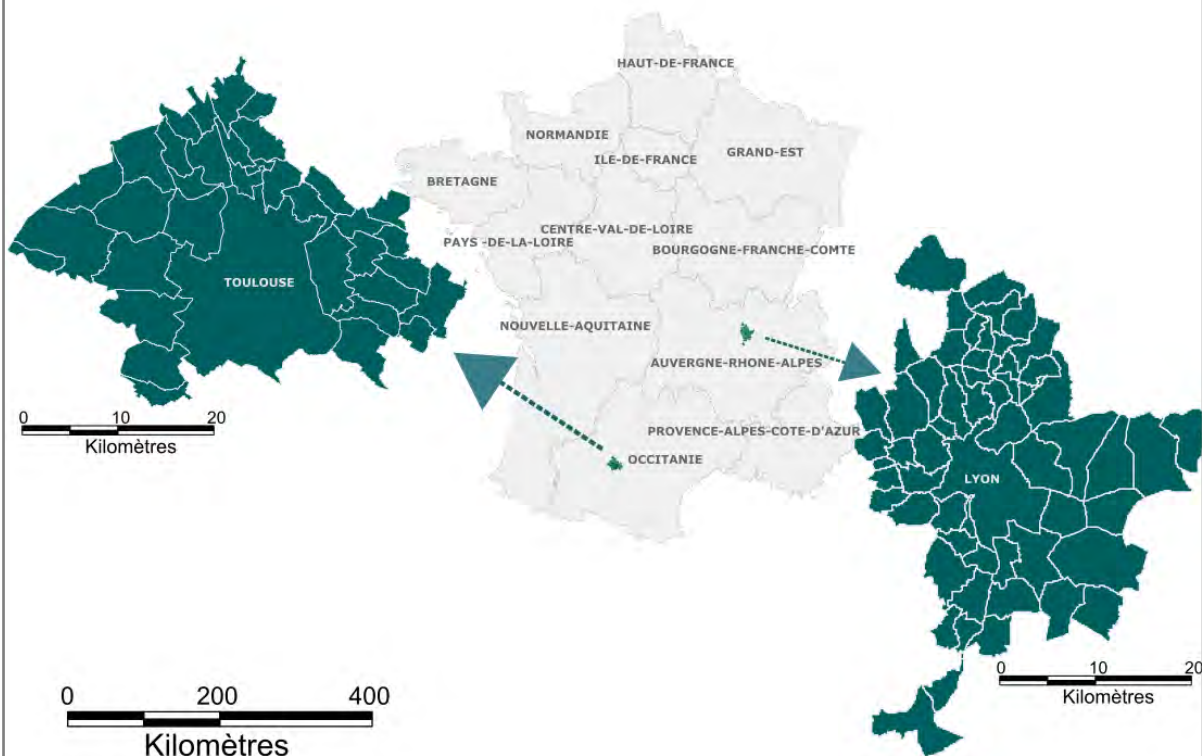 HAUT-DE-FRANCE
NORMANDIE
ILE-DE-FRANCE
GRAND-EST
BRETAGNE
CENTRE-VAL-DE-LOIRE
PAYS -DE-LA-LOIRE
BOURGOGNE-FRANCHE-COMTE
TOULOUSE
NOUVELLE-AQUITAINE
AUVERGNE-RHONE-ALPES
0 10 20
Kilomètres
PROVENCE-ALPES-COTE-D'AZUR
OCCITANIE
LYON
0 10 20
Kilomètres
0 200 400
Kilomètres